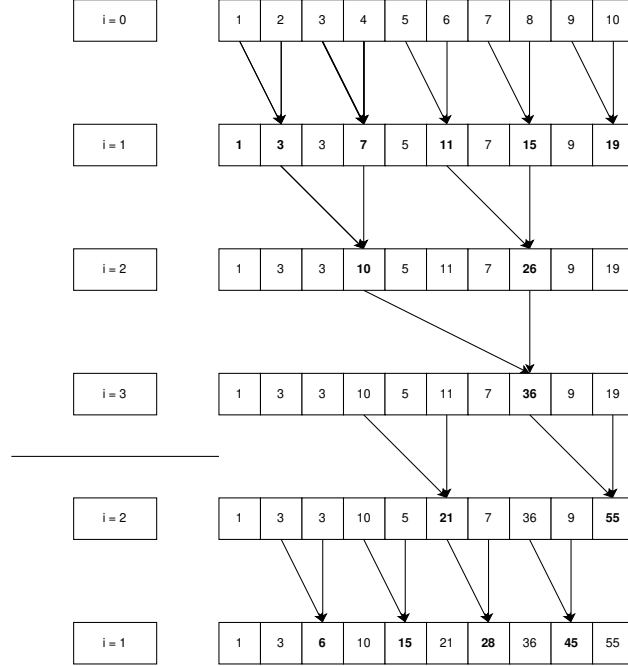 i = 0 1 2 3 4 5 6 7 8 9 10
i = 1 1 3 3 7 5 11 7 15 9 19
i = 2 1 3 3 10 5 11 7 26 9 19
i = 3 1 3 3 10 5 11 7 36 9 19
i = 2 1 3 3 10 5 21 7 36 9 55
i = 1 1 3 6 10 15 21 28 36 45 55